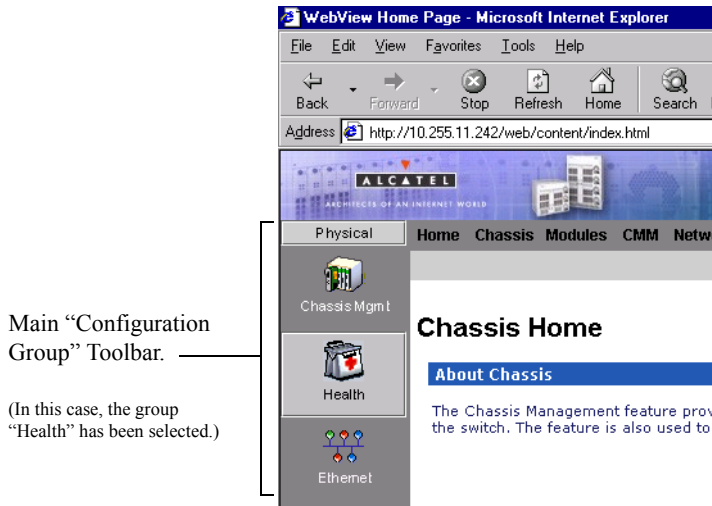 WebView Home Page - Microsoft Internet Explorer
File Edit View Favorites Tools Help
Back Forward Stop Refresh Home Search
Address http://10.255.11.242/web/content/index.html
ALCATEL
ARCHITECTS OF AN INTERNET WORLD
Physical
Home Chassis Modules CMM Netw
Chassis Mgmt
Chassis Home
Main “Configuration
Group” Toolbar.
About Chassis
Health
(In this case, the group
“Health” has been selected.)
The Chassis Management feature prov
the switch. The feature is also used to
Ethernet